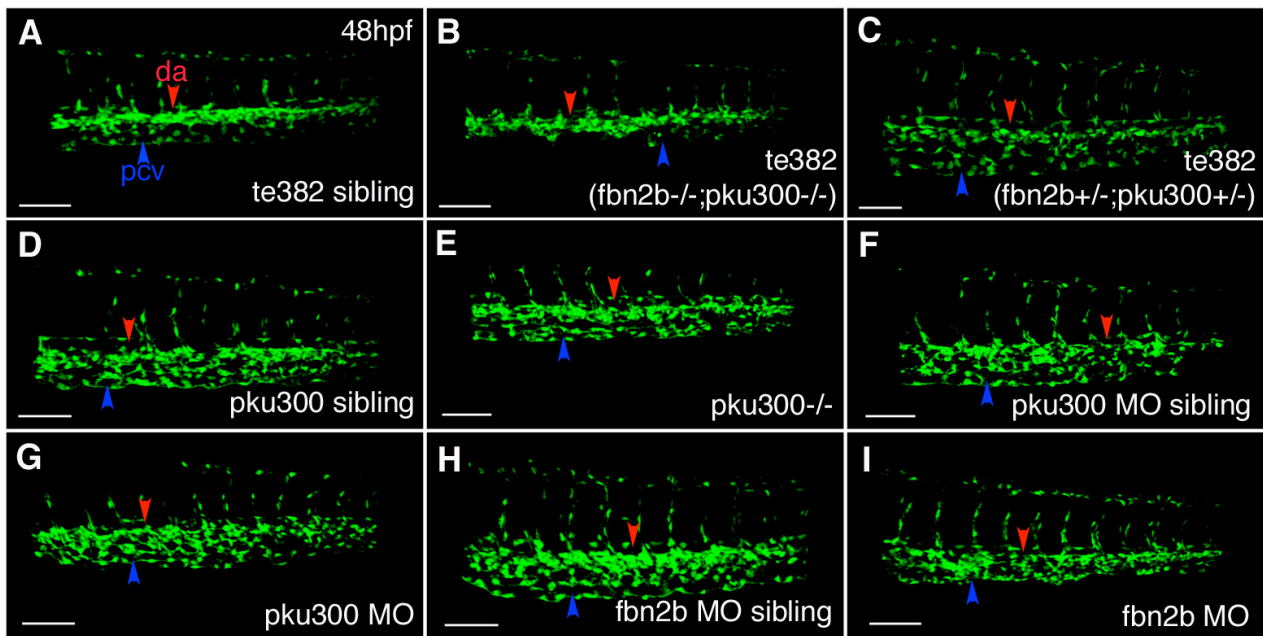 A
48hpf
da
pcv
te382 sibling
B
te382
(fbn2b-/-;pku300-/-)
C
te382
(fbn2b+/-;pku300+/-)
D
pku300 sibling
E
pku300-/-
F
pku300 MO sibling
G
pku300 MO
H
fbn2b MO sibling
I
fbn2b MO